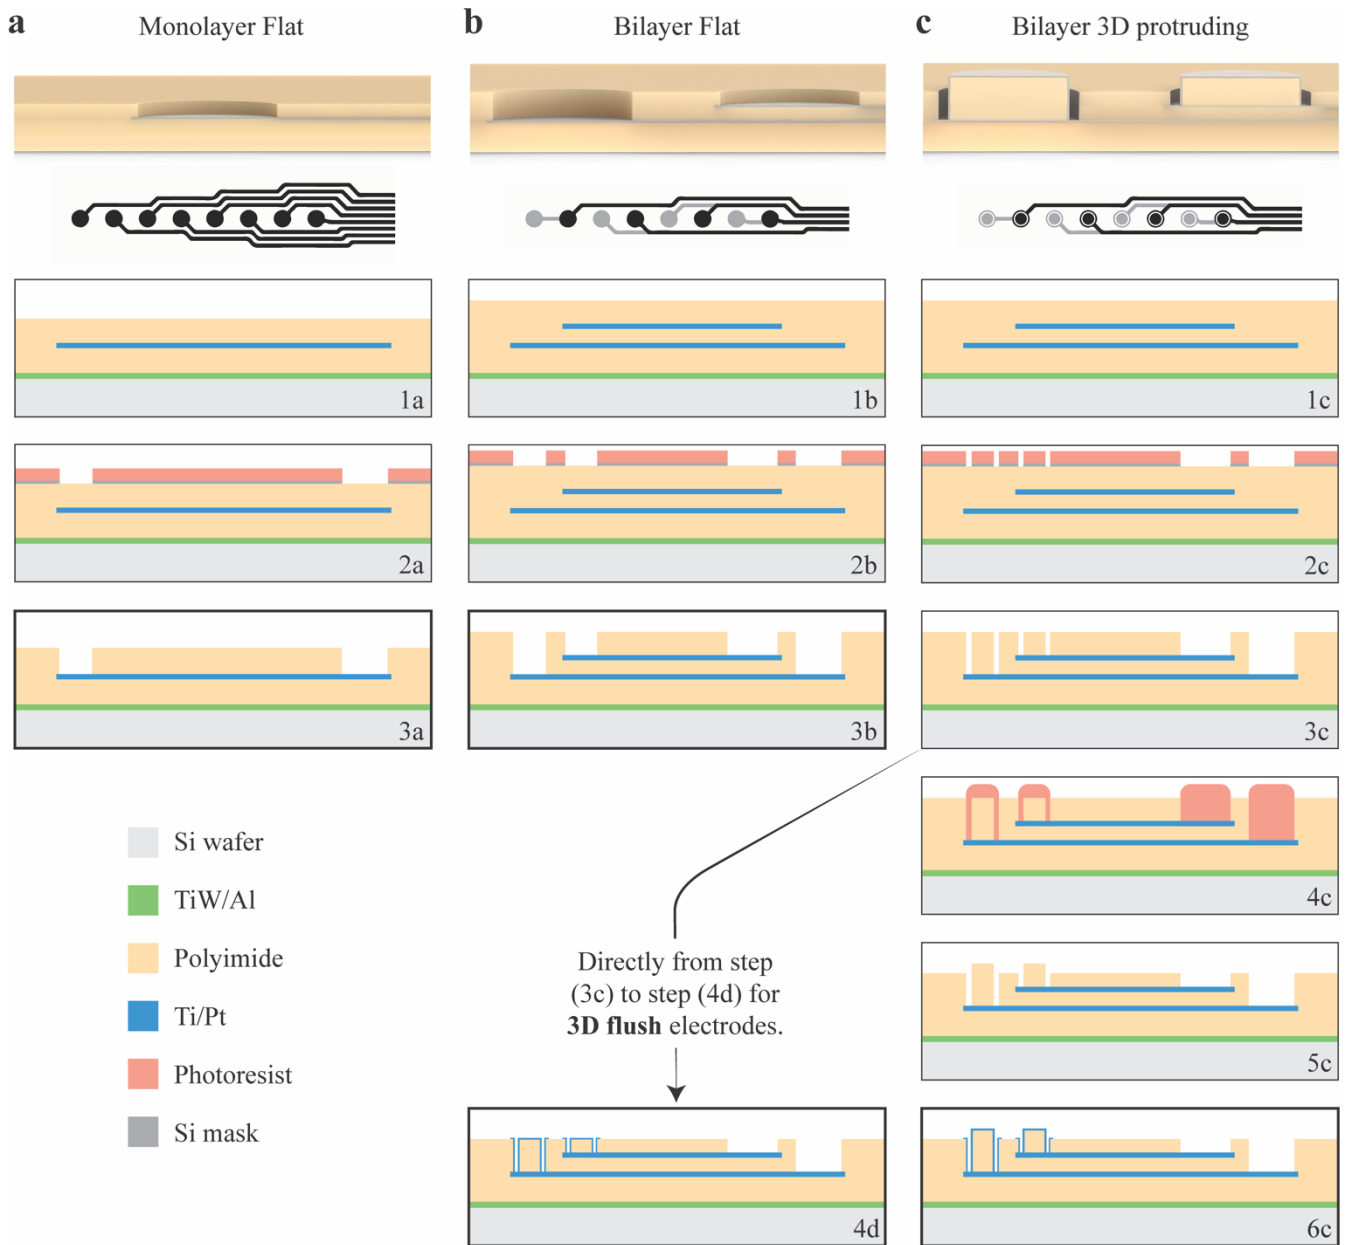 a Monolayer Flat
b Bilayer Flat
c Bilayer 3D protruding
1a
1b
1c
2a
2b
2c
3a
3b
3c
Si wafer
TiW/Al
Polyimide
Ti/Pt
Photoresist
Si mask
Directly from step
(3c) to step (4d) for
3D flush electrodes.
4d
4c
5c
6c